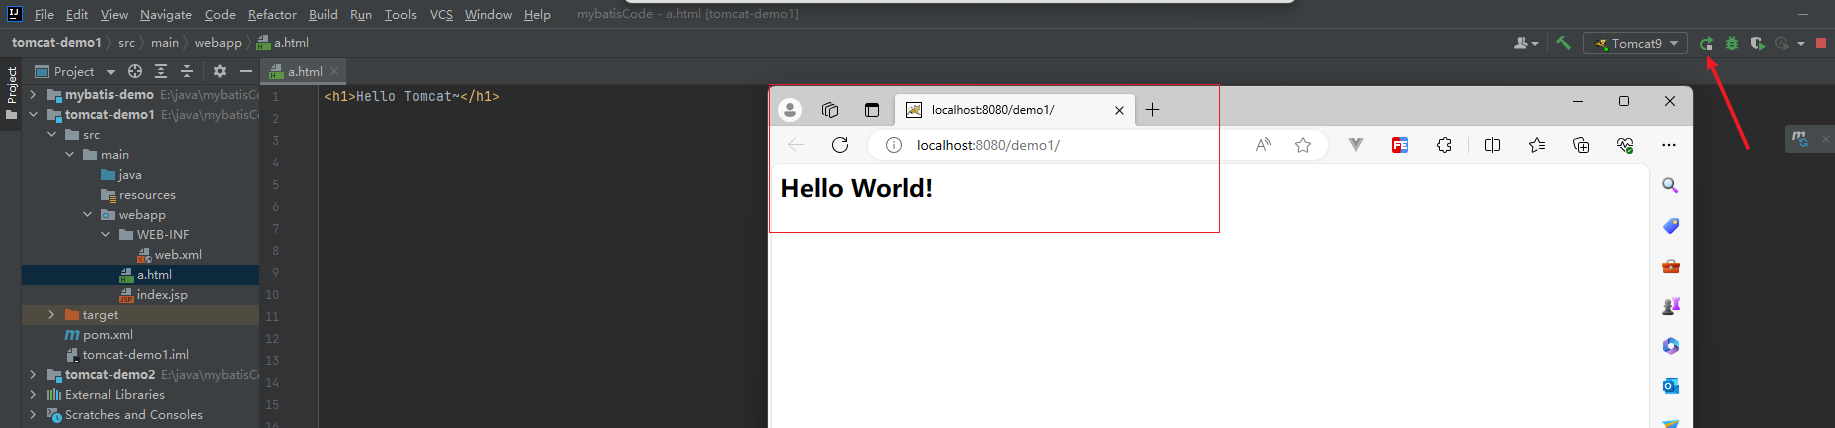 File Edit View Navigate Code Refactor Build Run Tools VCS Window Help mybatisCode - a.html [tomcat-demo1]
tomcat-demo1 src main webapp a.html Tomcat9
Project
Project a.html
mybatis-demo E:\java\mybatisCo
tomcat-demo1 E:\java\mybatisC
src
main
java
resources
webapp
WEB-INF
web.xml
a.html
index.jsp
target
pom.xml
tomcat-demo1.iml
tomcat-demo2 E:\java\mybatisC
External Libraries
Scratches and Consoles
1 <h1>Hello Tomcat~</h1>
2
3
4
5
6
7
8
9
10
11
12
13
14
15
localhost:8080/demo1/
localhost:8080/demo1/
Hello World!